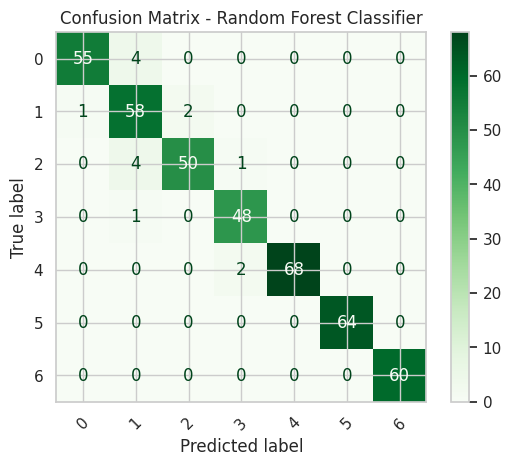 Confusion Matrix - Random Forest Classifier
0 55 4 0 0 0 0 0
1 1 58 2 0 0 0 0
2 0 4 50 1 0 0 0
3 0 1 0 48 0 0 0
4 0 0 0 2 68 0 0
5 0 0 0 0 0 64 0
6 0 0 0 0 0 0 60
0 1 2 3 4 5 6
Predicted label
True label
60
50
40
30
20
10
0